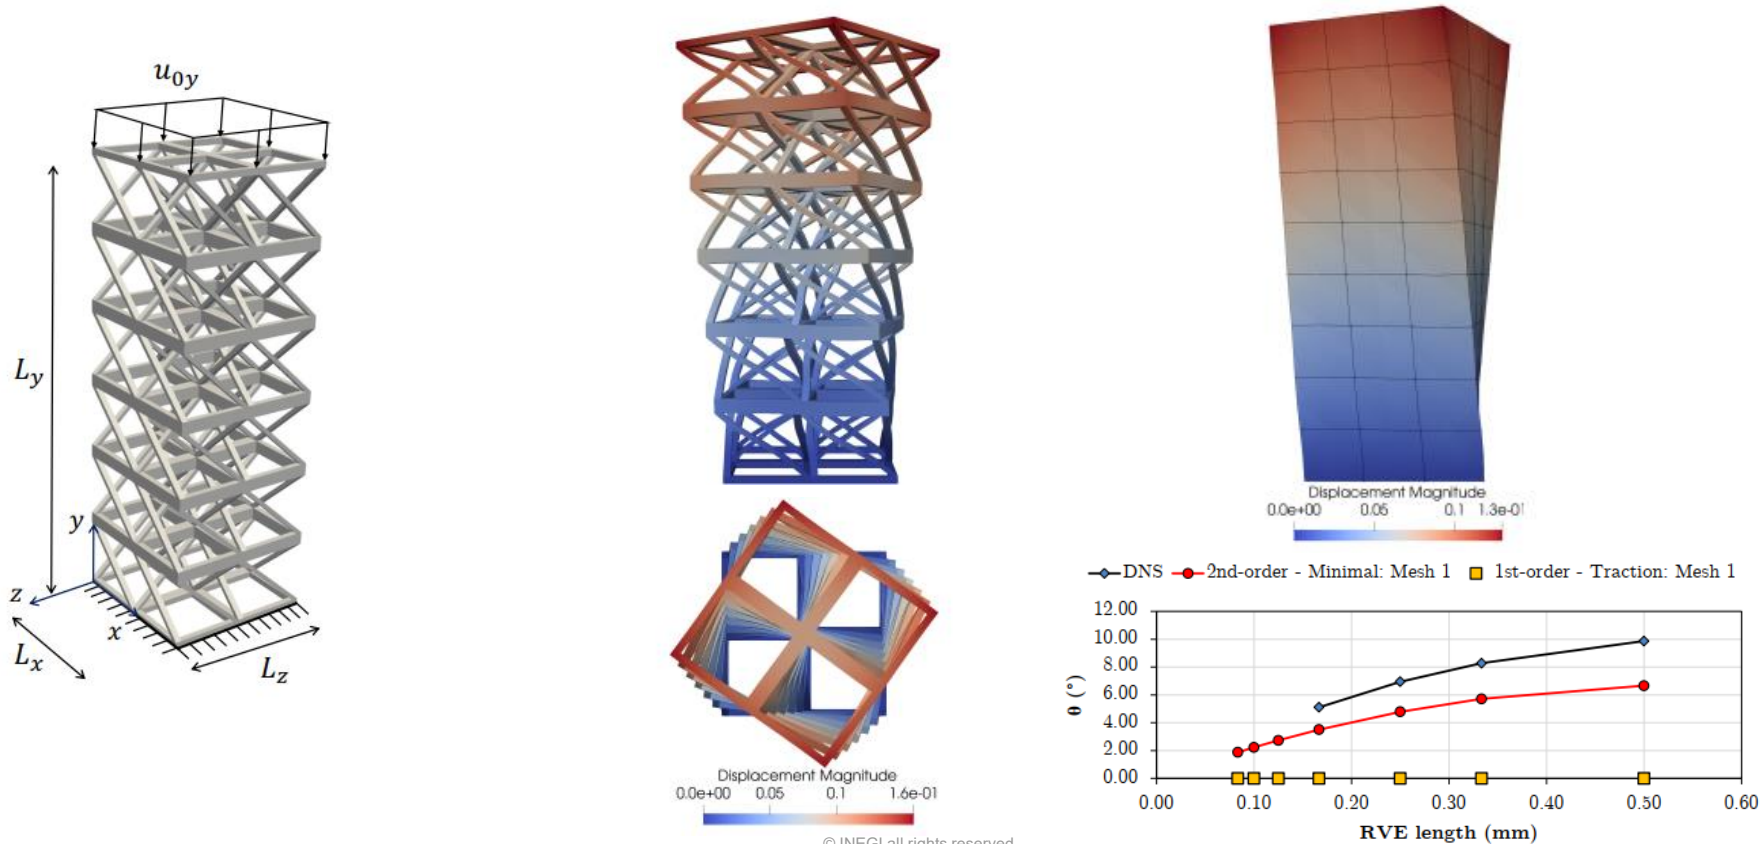 u0y
Ly
y
z
x
Lx
Lz
Displacement Magnitude
0.0e+00 0.05 0.1 1.6e-01
Displacement Magnitude
0.0e+00 0.05 0.1 1.3e-01
DNS 2nd-order - Minimal: Mesh 1 1st-order - Traction: Mesh 1
12.00
10.00
8.00
6.00
4.00
2.00
0.00
θ (°)
0.00 0.10 0.20 0.30 0.40 0.50 0.60
RVE length (mm)
© INEGI all rights reserved